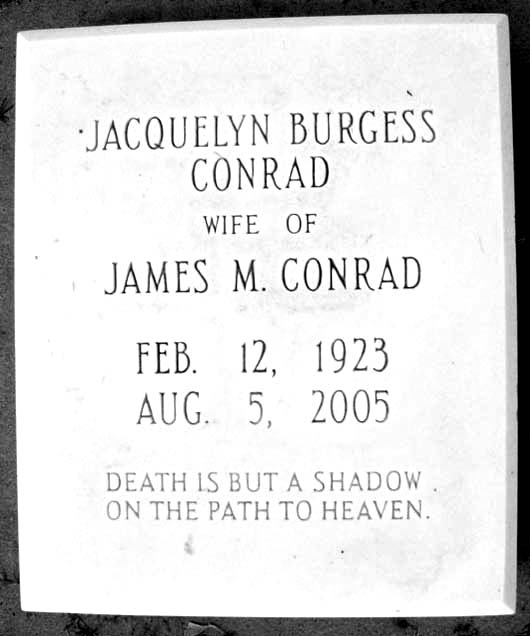 JACQUELYN BURGESS
CONRAD
WIFE OF
JAMES M. CONRAD
FEB. 12, 1923
AUG. 5, 2005
DEATH IS BUT A SHADOW
ON THE PATH TO HEAVEN.